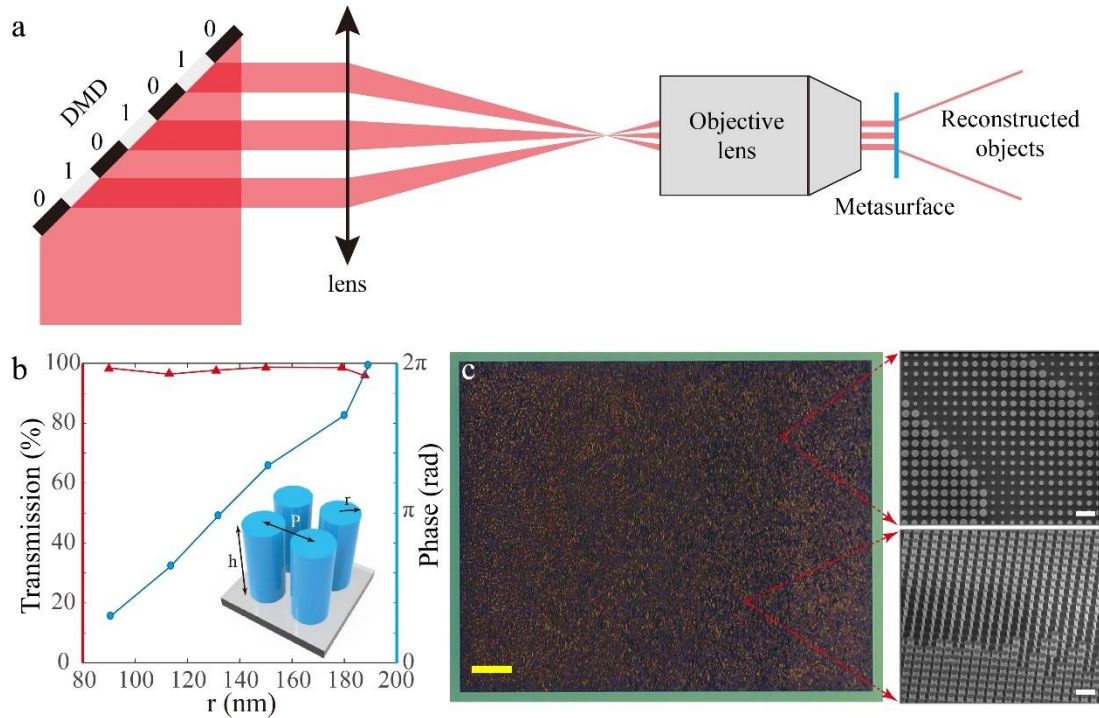 a
0
1
0
1
0
1
0
DMD
lens
Objective
lens
Metasurface
Reconstructed
objects
b
100
80
60
40
20
0
Transmission (%)
80 100 120 140 160 180 200
r (nm)
2π
π
0
Phase (rad)
h
P
r
c